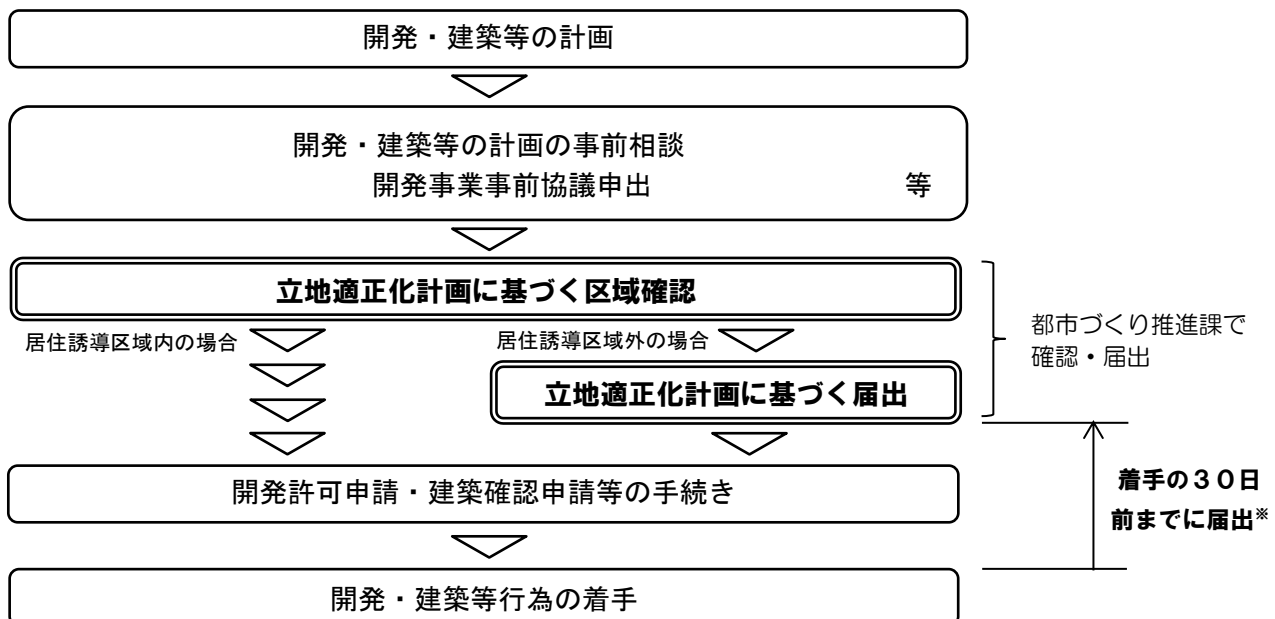 開発・建築等の計画
開発・建築等の計画の事前相談
開発事業事前協議申出 等
立地適正化計画に基づく区域確認
居住誘導区域内の場合
居住誘導区域外の場合
都市づくり推進課で
確認・届出
立地適正化計画に基づく届出
開発許可申請・建築確認申請等の手続き
着手の３０日
前までに届出※
開発・建築等行為の着手